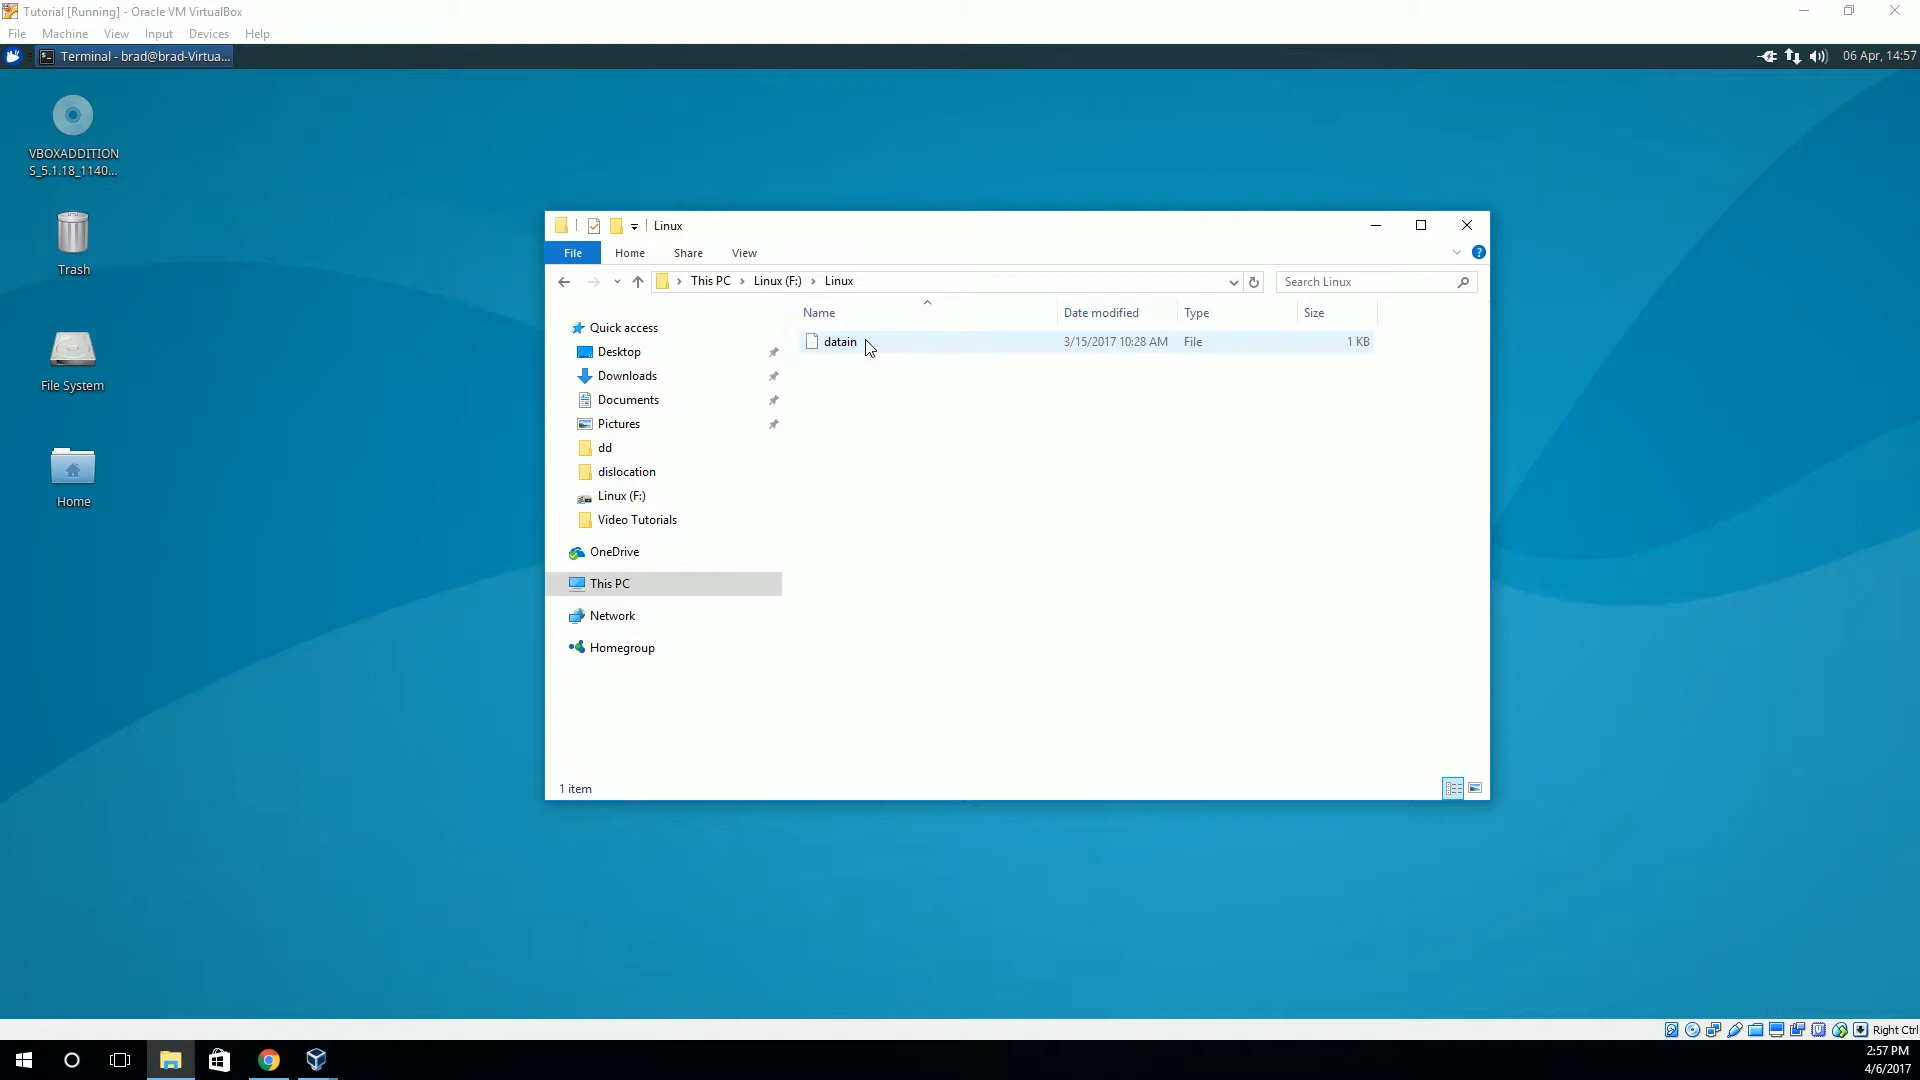 Tutorial [Running] - Oracle VM VirtualBox
File Machine View Input Devices Help
Terminal - brad@brad-Virtua...
06 Apr, 14:57
VBOXADDITION
S_5.1.18_1140...
Trash
File System
Home
Linux
File Home Share View
This PC > Linux (F:) > Linux
Search Linux
Name Date modified Type Size
datain 3/15/2017 10:28 AM File 1 KB
Quick access
Desktop
Downloads
Documents
Pictures
dd
dislocation
Linux (F:)
Video Tutorials
OneDrive
This PC
Network
Homegroup
1 item
Right Ctrl
2:57 PM
4/6/2017